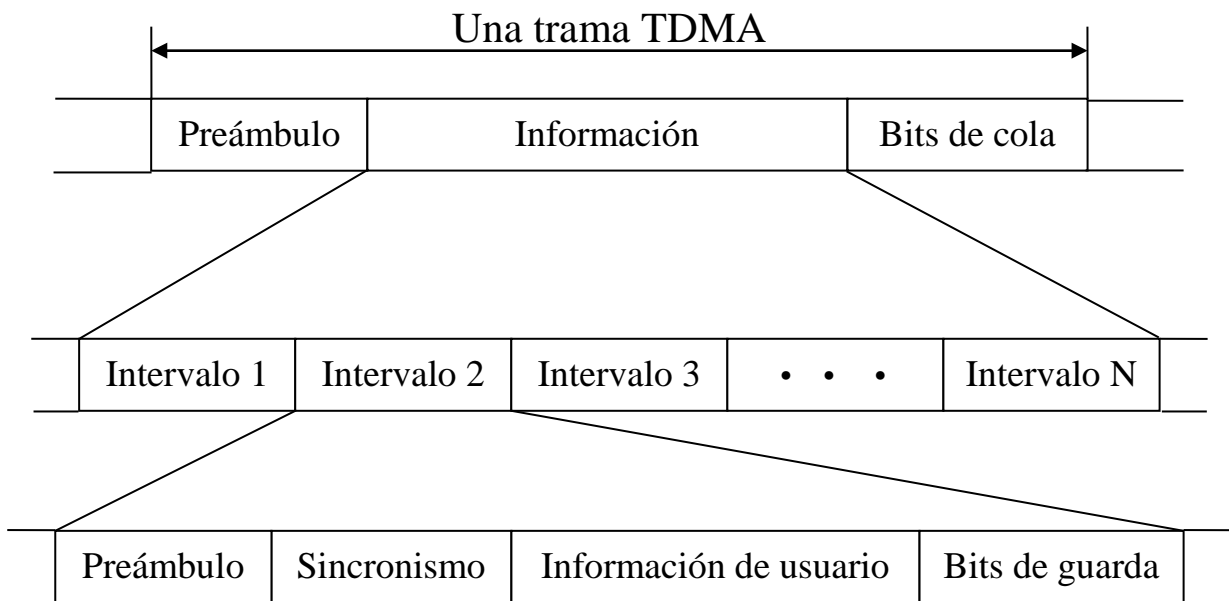 Una trama TDMA
Preámbulo Información Bits de cola
Intervalo 1 Intervalo 2 Intervalo 3 • • • Intervalo N
Preámbulo Sincronismo Información de usuario Bits de guarda